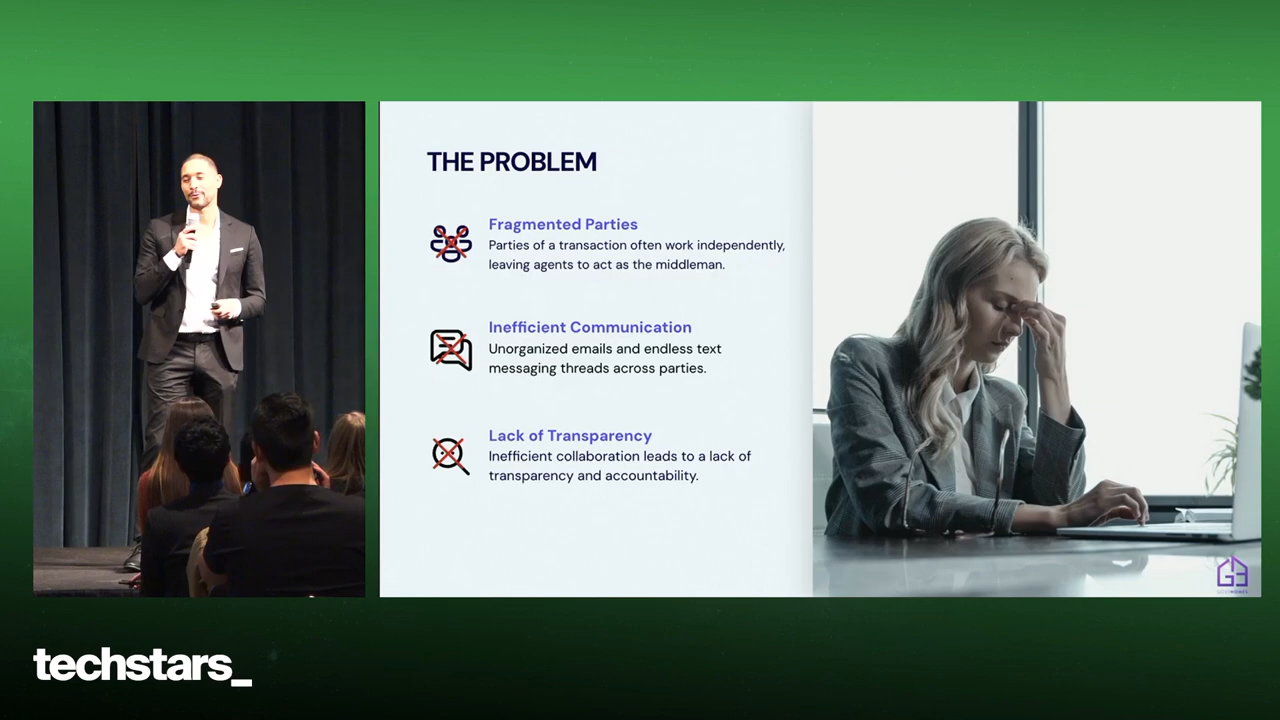 THE PROBLEM
Fragmented Parties
Parties of a transaction often work independently,
leaving agents to act as the middleman.
Inefficient Communication
Unorganized emails and endless text
messaging threads across parties.
Lack of Transparency
Inefficient collaboration leads to a lack of
transparency and accountability.
techstars_